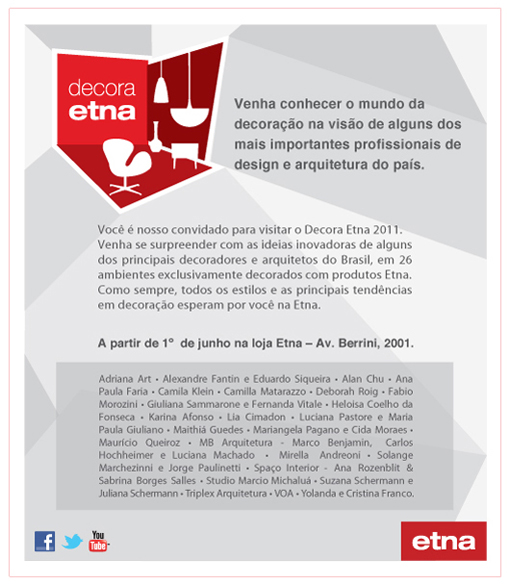 decora
etna
Venha conhecer o mundo da
decoração na visão de alguns dos
mais importantes profissionais de
design e arquitetura do país.
Você é nosso convidado para visitar o Decora Etna 2011.
Venha se surpreender com as ideias inovadoras de alguns
dos principais decoradores e arquitetos do Brasil, em 26
ambientes exclusivamente decorados com produtos Etna.
Como sempre, todos os estilos e as principais tendências
em decoração esperam por você na Etna.
A partir de 1º de junho na loja Etna – Av. Berrini, 2001.
Adriana Art • Alexandre Fantin e Eduardo Siqueira • Alan Chu • Ana
Paula Faria • Camila Klein • Camilla Matarazzo • Deborah Roig • Fabio
Morozini • Giuliana Sammarone e Fernanda Vitale • Heloisa Coelho da
Fonseca • Karina Afonso • Lia Cimadon • Luciana Pastore e Maria
Paula Giuliano • Maithiá Guedes • Mariangela Pagano e Cida Moraes •
Maurício Queiroz • MB Arquitetura - Marco Benjamin, Carlos
Hochheimer e Luciana Machado • Mirella Andreoni • Solange
Marchezinni e Jorge Paulinetti • Spaço Interior - Ana Rozenblit &
Sabrina Borges Salles • Studio Marcio Michaluá • Suzana Schermann e
Juliana Schermann • Triplex Arquitetura • VOA • Yolanda e Cristina Franco.
f
You
Tube
etna